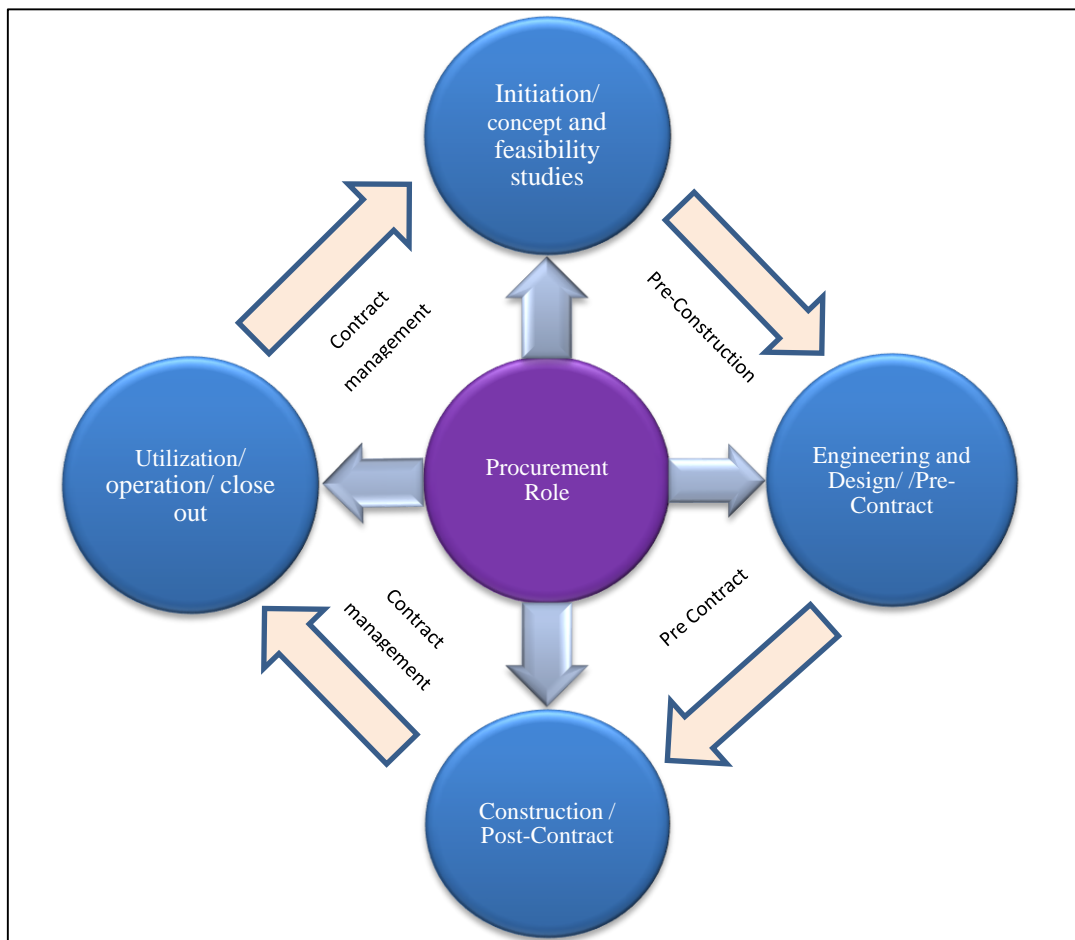 Initiation/
concept and
feasibility
studies
Contract
management
Pre-Construction
Utilization/
operation/ close
out
Procurement
Role
Engineering and
Design/ /Pre-
Contract
Contract
management
Pre Contract
Construction /
Post-Contract